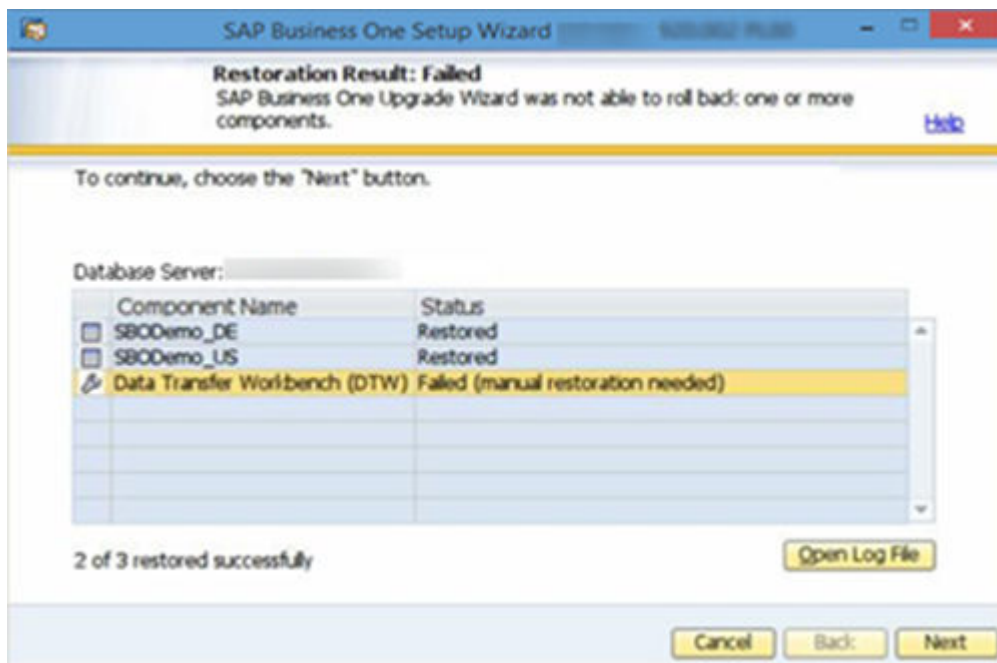 SAP Business One Setup Wizard
Restoration Result: Failed
SAP Business One Upgrade Wizard was not able to roll back one or more
components.
Help
To continue, choose the "Next" button.
Database Server:
Component Name Status
SBODemo_DE Restored
SBODemo_US Restored
Data Transfer Workbench (DTW) Failed (manual restoration needed)
2 of 3 restored successfully
Open Log File
Cancel Back Next